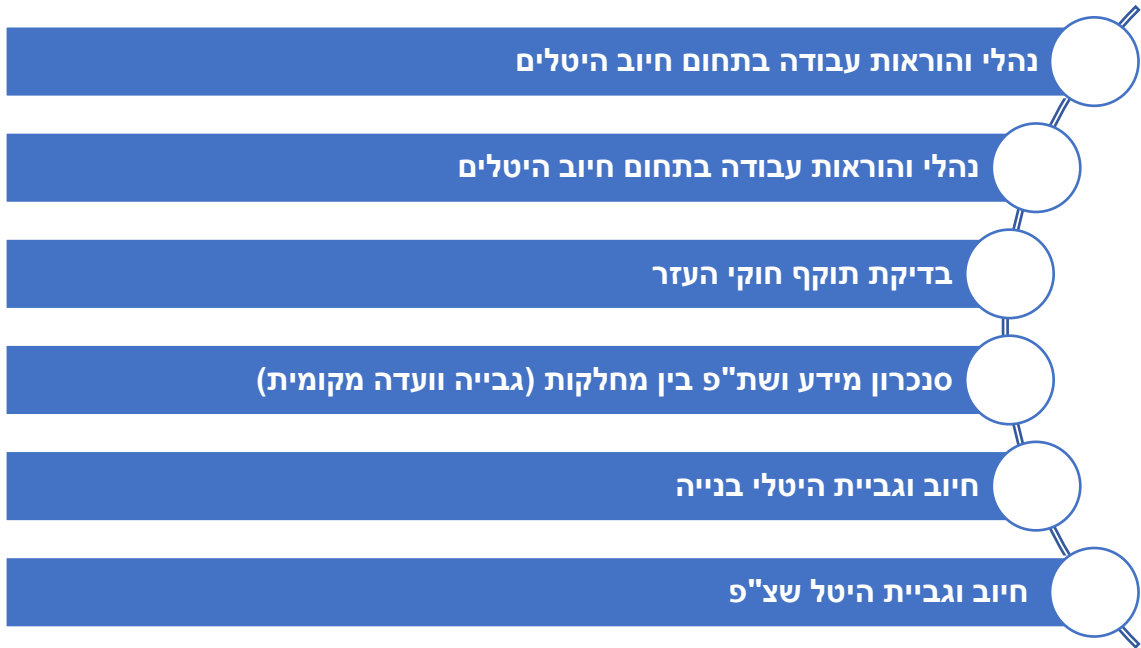 נהלי והוראות עבודה בתחום חיוב היטלים
נהלי והוראות עבודה בתחום חיוב היטלים
בדיקת תוקף חוקי העזר
סנכרון מידע ושת"פ בין מחלקות (גבייה וועדה מקומית)
חיוב וגביית היטלי בנייה
חיוב וגביית היטל שצ"פ